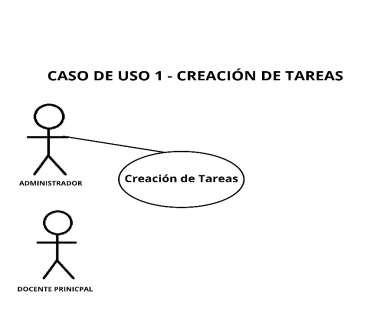 CASO DE USO 1 - CREACIÓN DE TAREAS
ADMINISTRADOR
Creación de Tareas
DOCENTE PRINICPAL